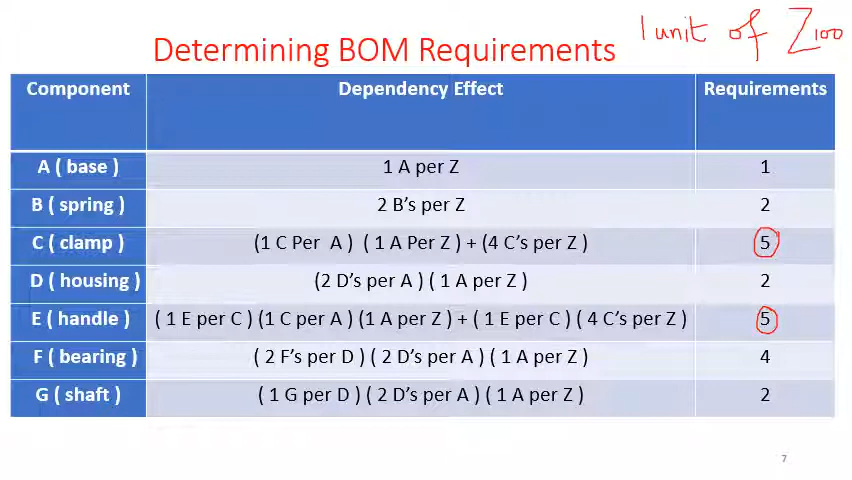 1 unit of Z100
Determining BOM Requirements
Component Dependency Effect Requirements
A ( base ) 1 A per Z 1
B ( spring ) 2 B’s per Z 2
C ( clamp ) (1 C Per A ) ( 1 A Per Z ) + (4 C’s per Z ) 5
D ( housing ) (2 D’s per A ) ( 1 A per Z ) 2
E ( handle ) ( 1 E per C ) (1 C per A ) (1 A per Z ) + ( 1 E per C ) ( 4 C’s per Z ) 5
F ( bearing ) ( 2 F’s per D ) ( 2 D’s per A ) ( 1 A per Z ) 4
G ( shaft ) ( 1 G per D ) ( 2 D’s per A ) ( 1 A per Z ) 2
7